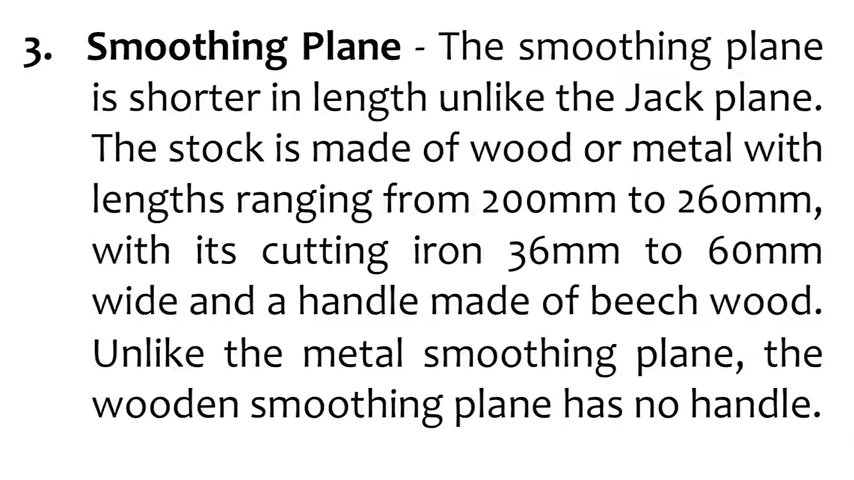 3. Smoothing Plane - The smoothing plane
is shorter in length unlike the Jack plane.
The stock is made of wood or metal with
lengths ranging from 200mm to 260mm,
with its cutting iron 36mm to 60mm
wide and a handle made of beech wood.
Unlike the metal smoothing plane, the
wooden smoothing plane has no handle.